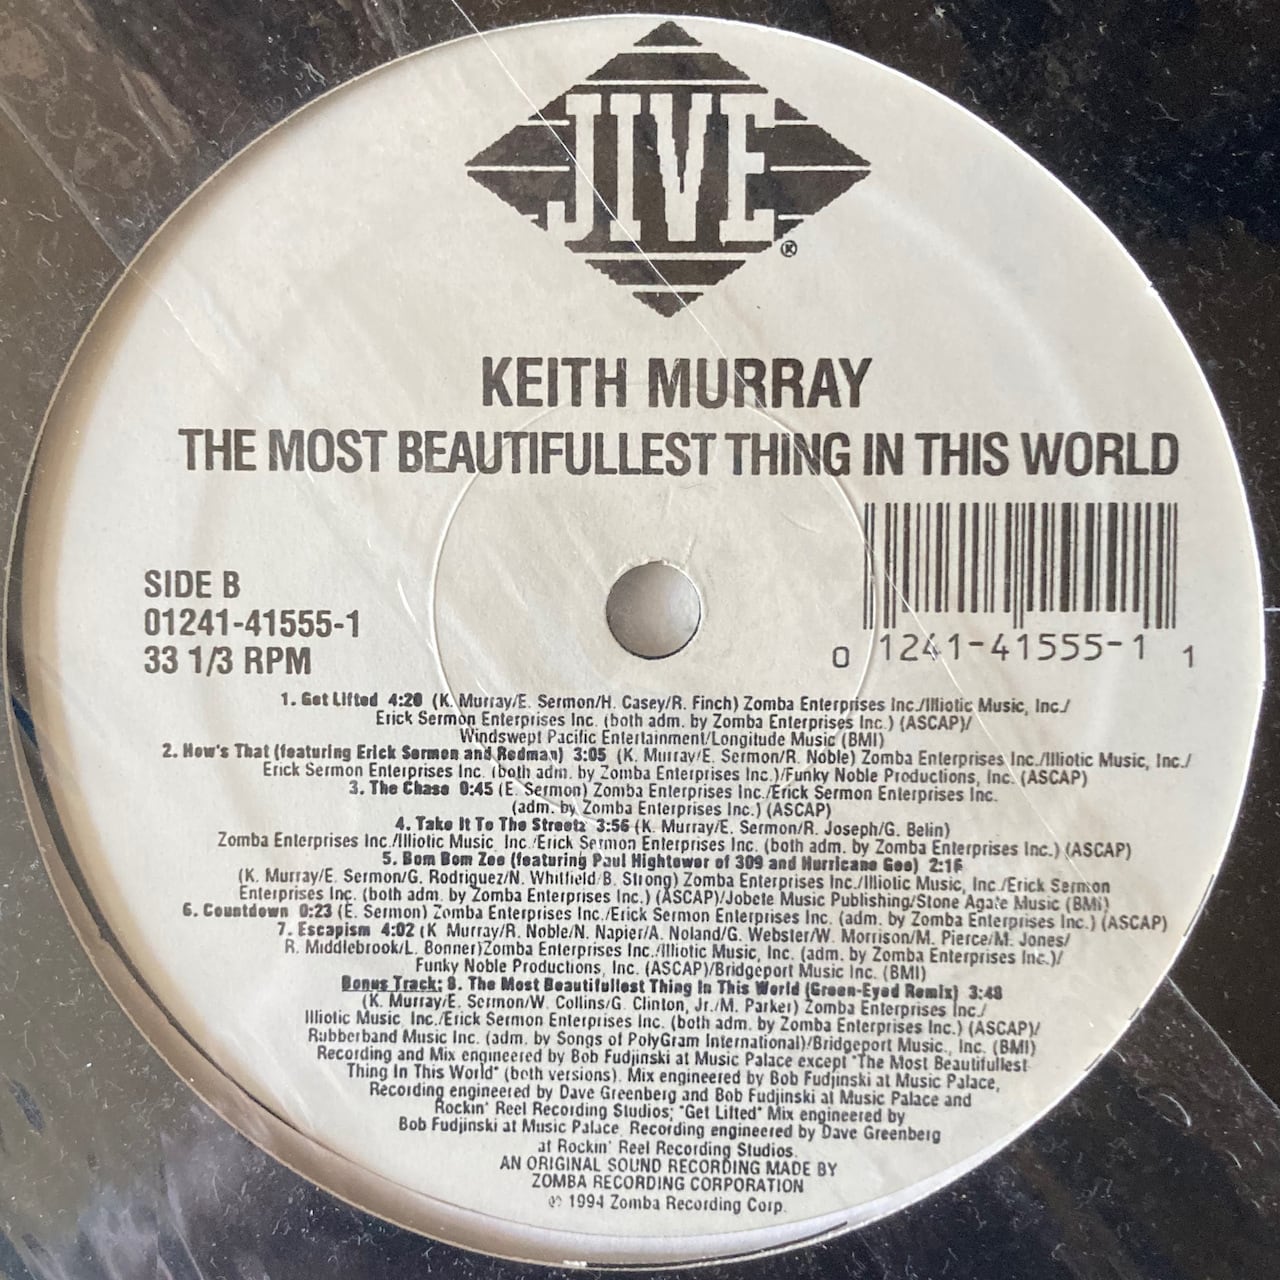 JIVE
®
KEITH MURRAY
THE MOST BEAUTIFULLEST THING IN THIS WORLD
SIDE B
01241-41555-1
33 1/3 RPM
0 1241-41555-1 1
1. Get Lifted 4:20 (K. Murray/E. Sermon/H. Casey/R. Finch) Zomba Enterprises Inc./Illiotic Music, Inc./
Erick Sermon Enterprises Inc. (both adm. by Zomba Enterprises Inc.) (ASCAP)/
Windswept Pacific Entertainment/Longitude Music (BMI)
2. How's That (featuring Erick Sermon and Redman) 3:05 (K. Murray/E. Sermon/R. Noble) Zomba Enterprises Inc./Illiotic Music, Inc./
Erick Sermon Enterprises Inc. (both adm. by Zomba Enterprises Inc.)/Funky Noble Productions, Inc. (ASCAP)
3. The Chase 0:45 (E. Sermon) Zomba Enterprises Inc./Erick Sermon Enterprises Inc.
(adm. by Zomba Enterprises Inc.) (ASCAP)
4. Take It To The Streetz 3:56 (K. Murray/E. Sermon/R. Joseph/G. Belin)
Zomba Enterprises Inc./Illiotic Music, Inc./Erick Sermon Enterprises Inc. (both adm. by Zomba Enterprises Inc.) (ASCAP)
5. Bom Bom Zee (featuring Paul Hightower of 309 and Hurricane Gee) 2:16
(K. Murray/E. Sermon/G. Rodriguez/N. Whitfield/B. Strong) Zomba Enterprises Inc./Illiotic Music, Inc./Erick Sermon
Enterprises Inc. (both adm. by Zomba Enterprises Inc.) (ASCAP)/Jobete Music Publishing/Stone Agate Music (BMI)
6. Countdown 0:23 (E. Sermon) Zomba Enterprises Inc./Erick Sermon Enterprises Inc. (adm. by Zomba Enterprises Inc.) (ASCAP)
7. Escapism 4:02 (K. Murray/R. Noble/N. Napier/A. Noland/G. Webster/W. Morrison/M. Pierce/M. Jones/
R. Middlebrook/L. Bonner)Zomba Enterprises Inc./Illiotic Music, Inc. (adm. by Zomba Enterprises Inc.)/
Funky Noble Productions, Inc. (ASCAP)/Bridgeport Music Inc. (BMI)
Bonus Track: 8. The Most Beautifullest Thing In This World (Green-Eyed Remix) 3:48
(K. Murray/E. Sermon/W. Collins/G. Clinton, Jr./M. Parker) Zomba Enterprises Inc./
Illiotic Music, Inc./Erick Sermon Enterprises Inc. (both adm. by Zomba Enterprises Inc.) (ASCAP)/
Rubberband Music Inc. (adm. by Songs of PolyGram International)/Bridgeport Music., Inc. (BMI)
Recording and Mix engineered by Bob Fudjinski at Music Palace except "The Most Beautifullest
Thing In This World" (both versions). Mix engineered by Bob Fudjinski at Music Palace,
Recording engineered by Dave Greenberg and Bob Fudjinski at Music Palace and
Rockin' Reel Recording Studios; "Get Lifted" Mix engineered by
Bob Fudjinski at Music Palace, Recording engineered by Dave Greenberg
at Rockin' Reel Recording Studios.
AN ORIGINAL SOUND RECORDING MADE BY
ZOMBA RECORDING CORPORATION
℗ 1994 Zomba Recording Corp.